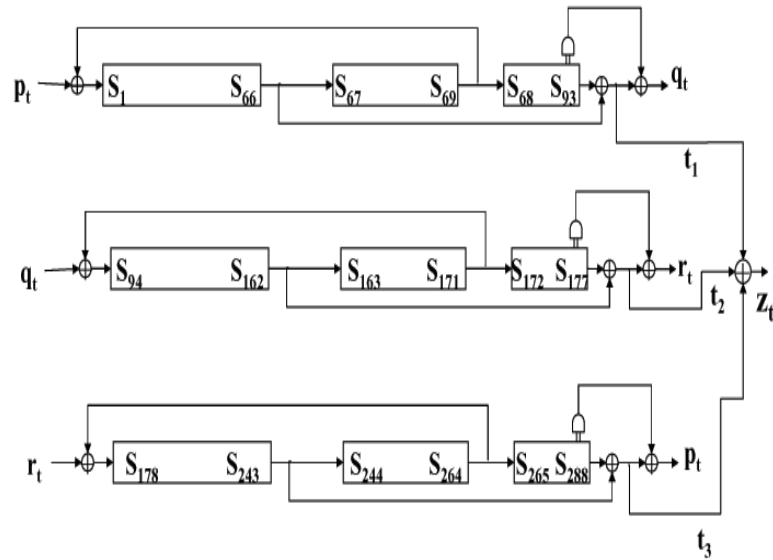 p_t S_1 S_66 S_67 S_69 S_68 S_93 q_t
t_1
q_t S_94 S_162 S_163 S_171 S_172 S_177 r_t
t_2 z_t
r_t S_178 S_243 S_244 S_264 S_265 S_288 p_t
t_3